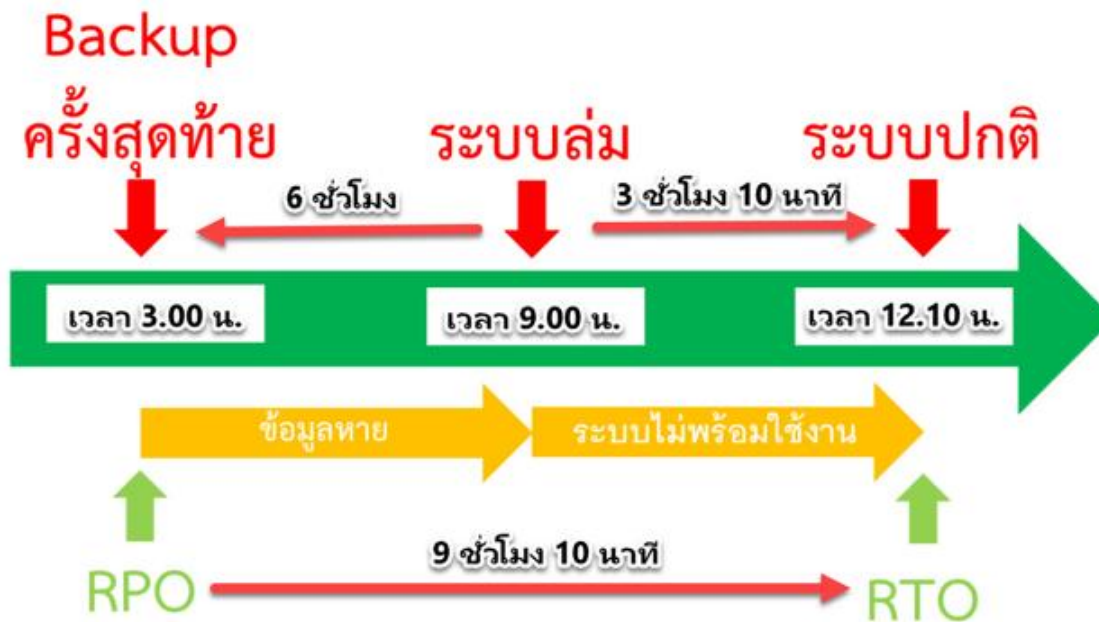 Backup
ครั้งสุดท้าย
ระบบล่ม
ระบบปกติ
6 ชั่วโมง
3 ชั่วโมง 10 นาที
เวลา 3.00 น.
เวลา 9.00 น.
เวลา 12.10 น.
ข้อมูลหาย
ระบบไม่พร้อมใช้งาน
9 ชั่วโมง 10 นาที
RPO
RTO